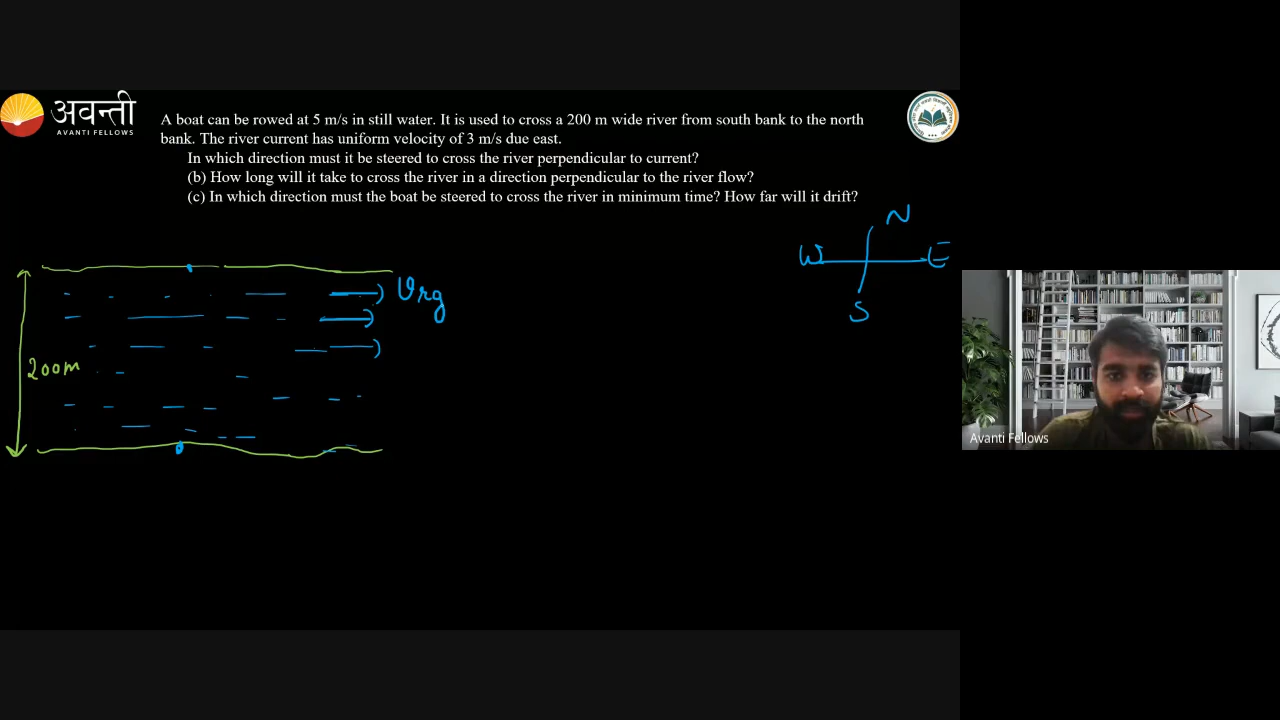 अवन्ती
AVANTI FELLOWS
A boat can be rowed at 5 m/s in still water. It is used to cross a 200 m wide river from south bank to the north
bank. The river current has uniform velocity of 3 m/s due east.
In which direction must it be steered to cross the river perpendicular to current?
(b) How long will it take to cross the river in a direction perpendicular to the river flow?
(c) In which direction must the boat be steered to cross the river in minimum time? How far will it drift?
N
W E
S
Vrg
200m
Avanti Fellows